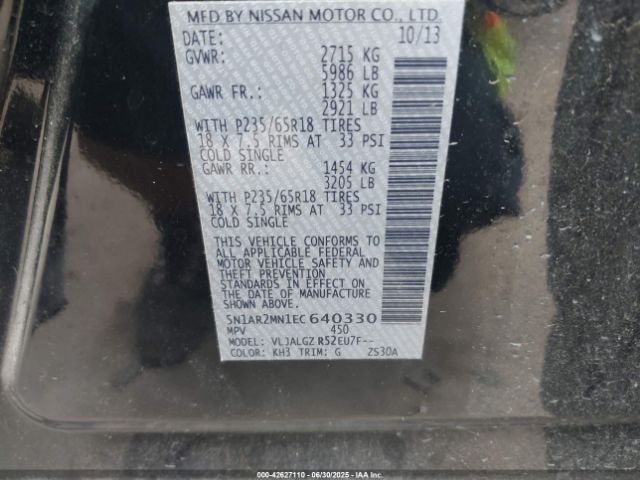 MFD BY NISSAN MOTOR CO., LTD.
DATE: 10/13
GVWR: 2715 KG
5986 LB
GAWR FR.: 1325 KG
2921 LB
WITH P235/65R18 TIRES
18 X 7.5 RIMS AT 33 PSI
COLD SINGLE
GAWR RR.: 1454 KG
3205 LB
WITH P235/65R18 TIRES
18 X 7.5 RIMS AT 33 PSI
COLD SINGLE
THIS VEHICLE CONFORMS TO
ALL APPLICABLE FEDERAL
MOTOR VEHICLE SAFETY AND
THEFT PREVENTION
STANDARDS IN EFFECT ON
THE DATE OF MANUFACTURE
SHOWN ABOVE.
5N1AR2MN1EC640330
MPV 450
MODEL: VLJALGZ R52EU7F--
COLOR: KH3 TRIM: G ZS30A
000-42627110 - 06/30/2025 - IAA Inc.